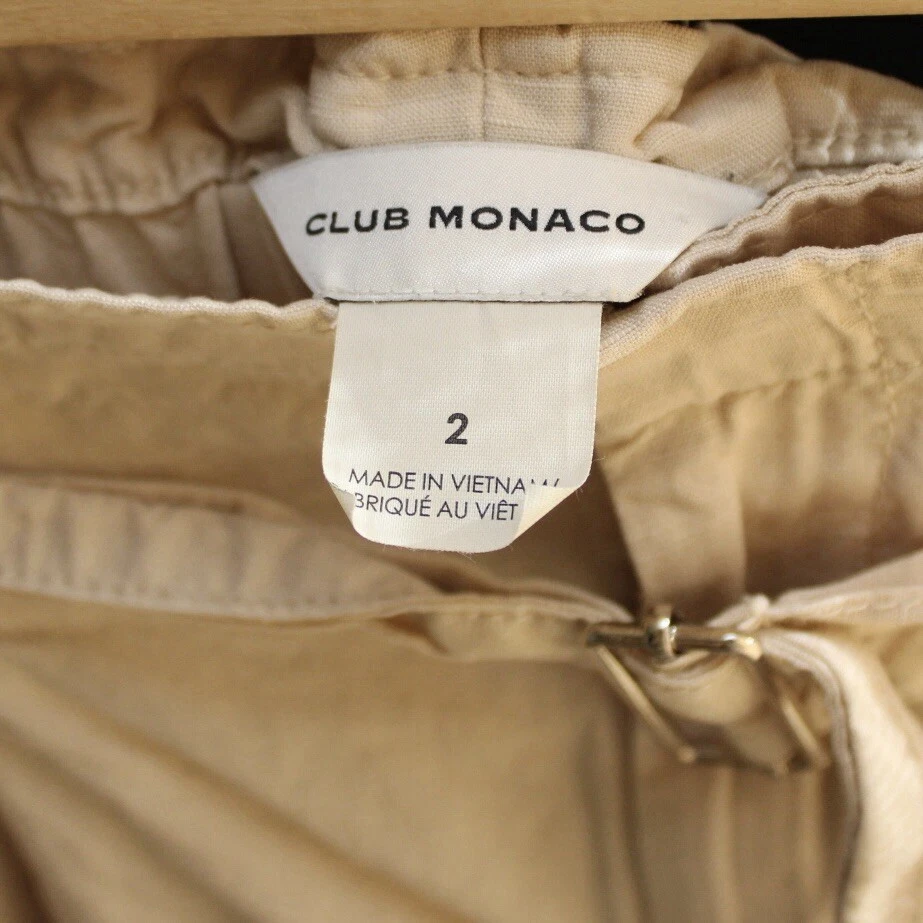 CLUB MONACO
2
MADE IN VIETNAM
BRIQUÉ AU VIÊT